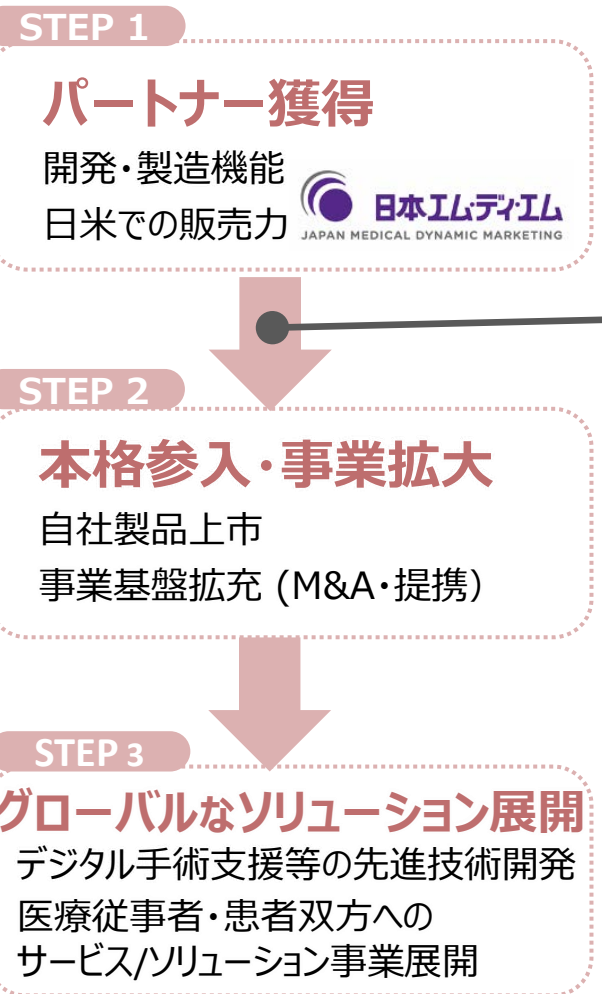 STEP 1
パートナー獲得
開発・製造機能
日米での販売力
日本エム・ディ・エム
JAPAN MEDICAL DYNAMIC MARKETING
STEP 2
本格参入・事業拡大
自社製品上市
事業基盤拡充 (M&A・提携）
STEP 3
グローバルなソリューション展開
デジタル手術支援等の先進技術開発
医療従事者・患者双方への
サービス/ソリューション事業展開